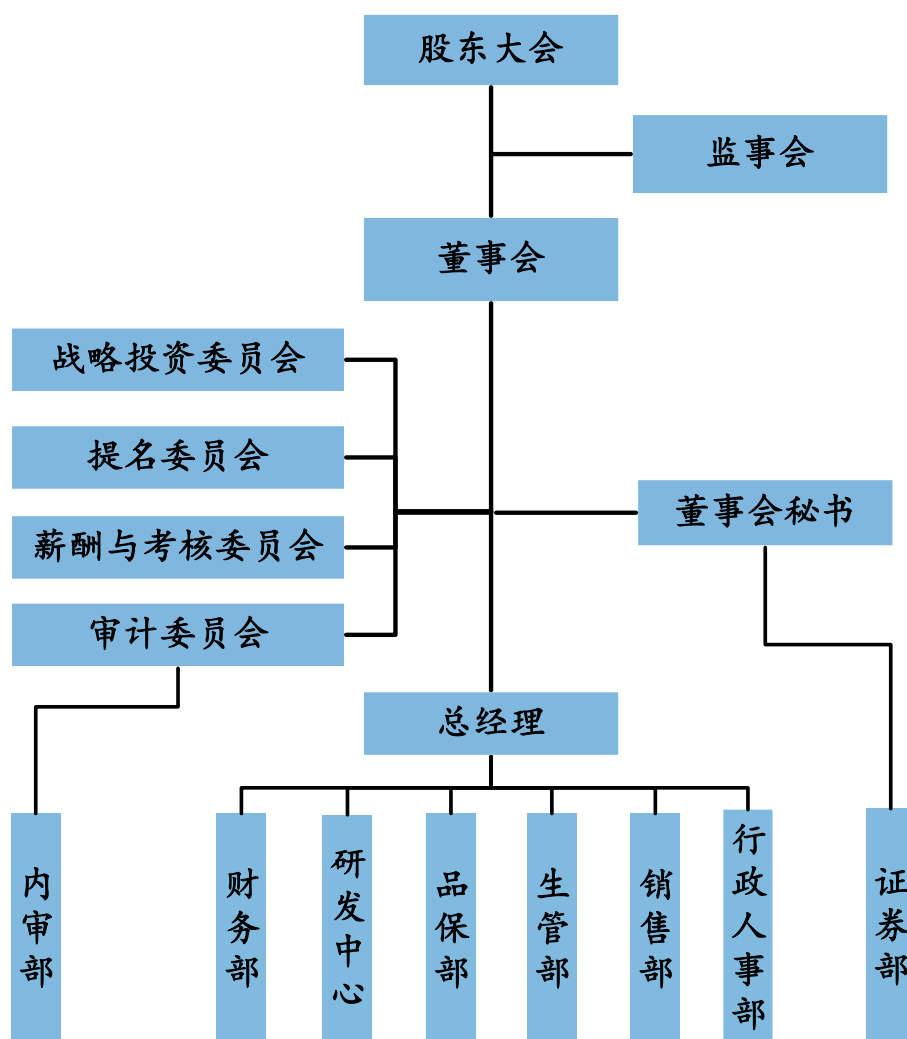 股东大会
监事会
董事会
战略投资委员会
提名委员会
董事会秘书
薪酬与考核委员会
审计委员会
总经理
内审部
财务部
研发中心
品保部
生管部
销售部
行政人事部
证券部